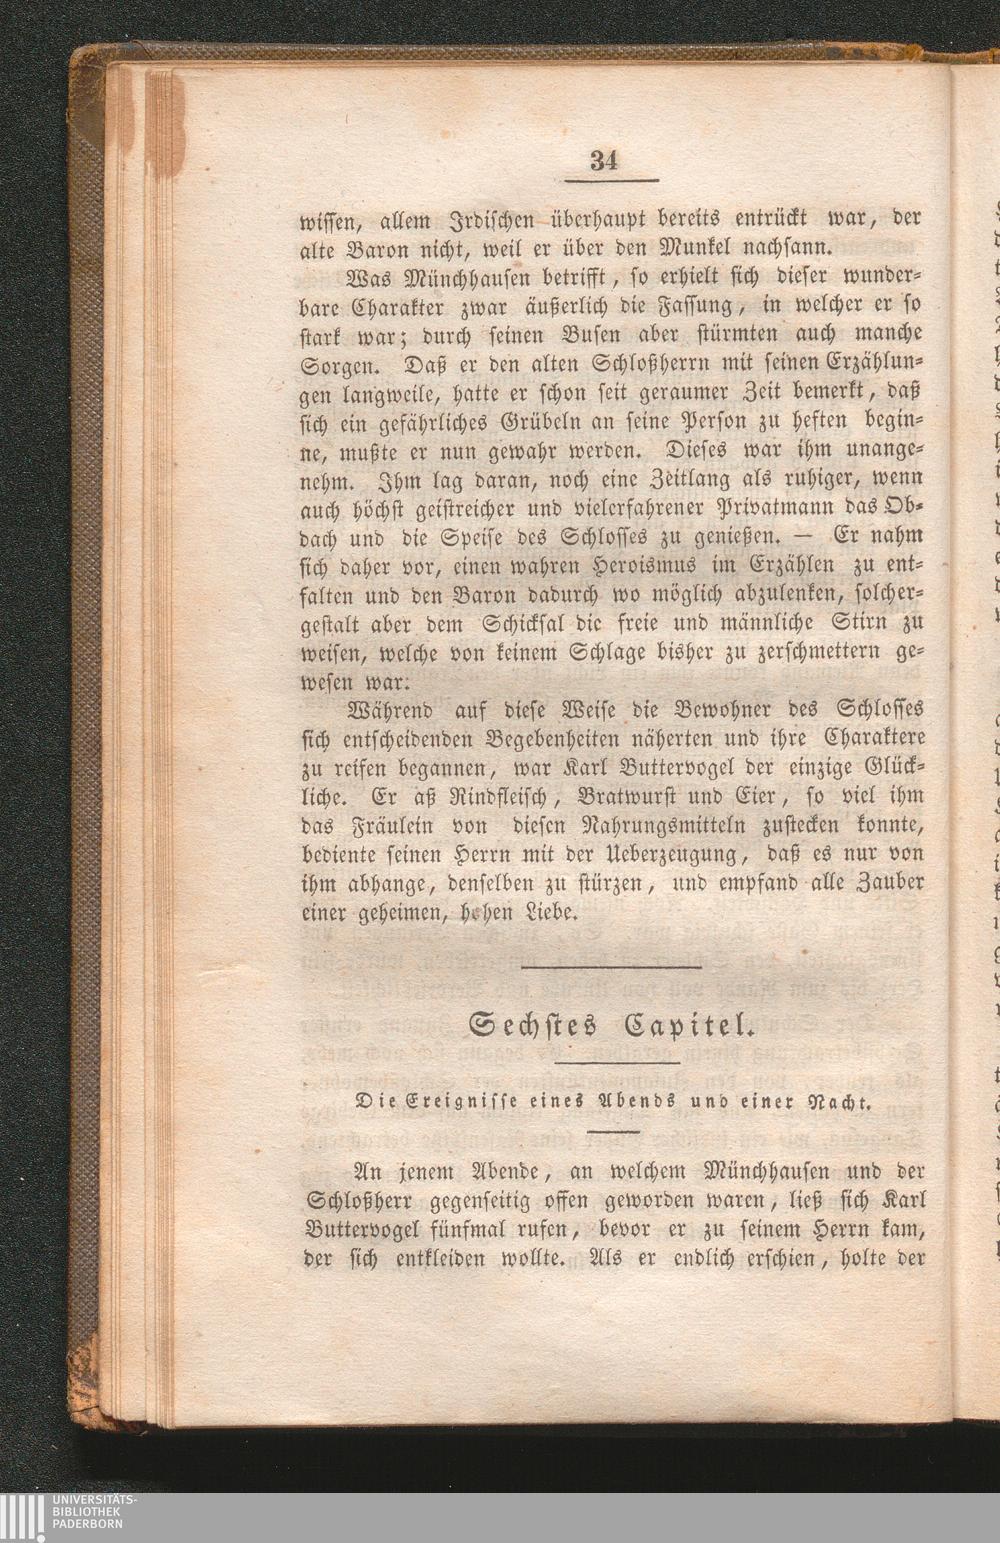 34
wissen, allem Irdischen überhaupt bereits entrückt war, der
alte Baron nicht, weil er über den Munkel nachsann.
Was Münchhausen betrifft, so erhielt sich dieser wunder-
bare Charakter zwar äußerlich die Fassung, in welcher er so
stark war; durch seinen Busen aber stürmten auch manche
Sorgen. Daß er den alten Schloßherrn mit seinen Erzählun-
gen langweile, hatte er schon seit geraumer Zeit bemerkt, daß
sich ein gefährliches Grübeln an seine Person zu heften begin-
ne, mußte er nun gewahr werden. Dieses war ihm unange-
nehm. Ihm lag daran, noch eine Zeitlang als ruhiger, wenn
auch höchst geistreicher und vielerfahrener Privatmann das Ob-
dach und die Speise des Schlosses zu genießen. — Er nahm
sich daher vor, einen wahren Heroismus im Erzählen zu ent-
falten und den Baron dadurch wo möglich abzulenken, solcher-
gestalt aber dem Schicksal die freie und männliche Stirn zu
weisen, welche von keinem Schlage bisher zu zerschmettern ge-
wesen war.
Während auf diese Weise die Bewohner des Schlosses
sich entscheidenden Begebenheiten näherten und ihre Charaktere
zu reifen begannen, war Karl Buttervogel der einzige Glück-
liche. Er aß Rindfleisch, Bratwurst und Eier, so viel ihm
das Fräulein von diesen Nahrungsmitteln zustecken konnte,
bediente seinen Herrn mit der Ueberzeugung, daß es nur von
ihm abhange, denselben zu stürzen, und empfand alle Zauber
einer geheimen, hohen Liebe.
Sechstes Capitel.
Die Ereignisse eines Abends und einer Nacht.
An jenem Abende, an welchem Münchhausen und der
Schloßherr gegenseitig offen geworden waren, ließ sich Karl
Buttervogel fünfmal rufen, bevor er zu seinem Herrn kam,
der sich entkleiden wollte. Als er endlich erschien, holte der
UNIVERSITÄTS-
BIBLIOTHEK
PADERBORN